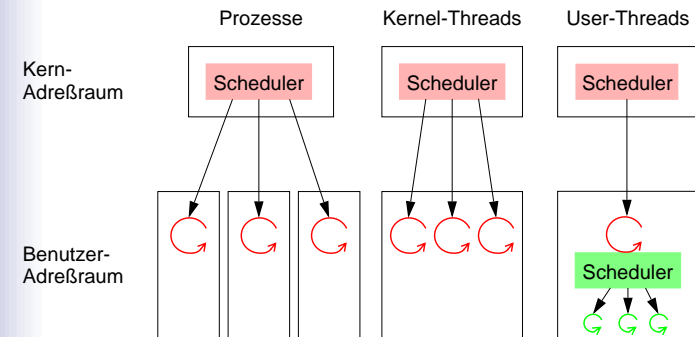 Prozesse Kernel-Threads User-Threads
Kern-
Adreßraum
Scheduler Scheduler Scheduler
Benutzer-
Adreßraum
Scheduler